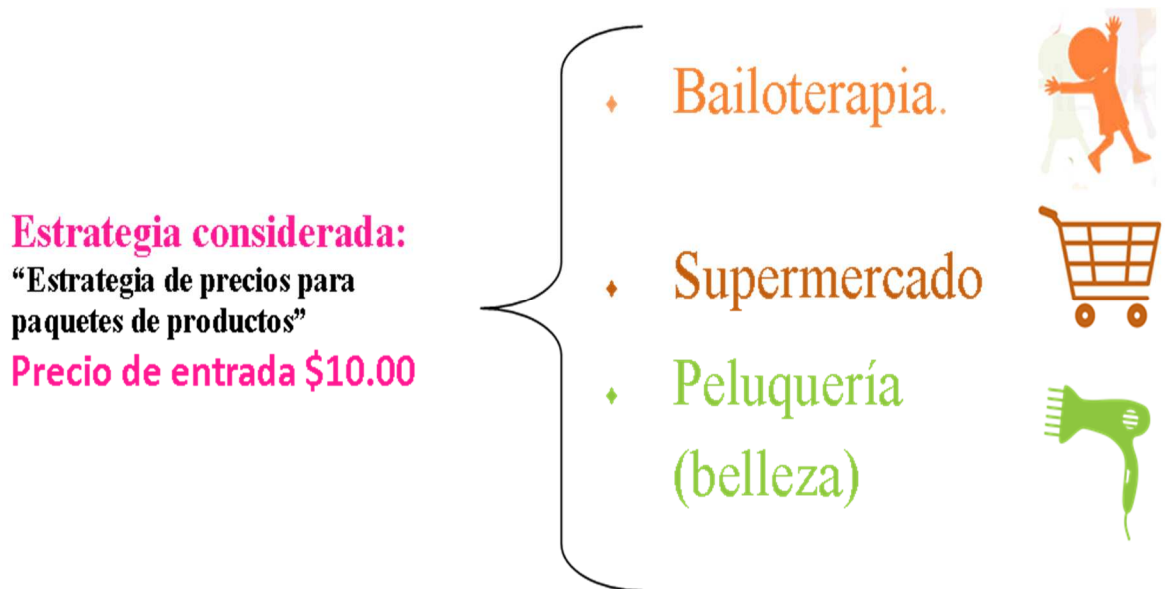 Estrategia considerada:
“Estrategia de precios para
paquetes de productos”
Precio de entrada $10.00
Bailoterapia.
Supermercado
Peluquería
(belleza)